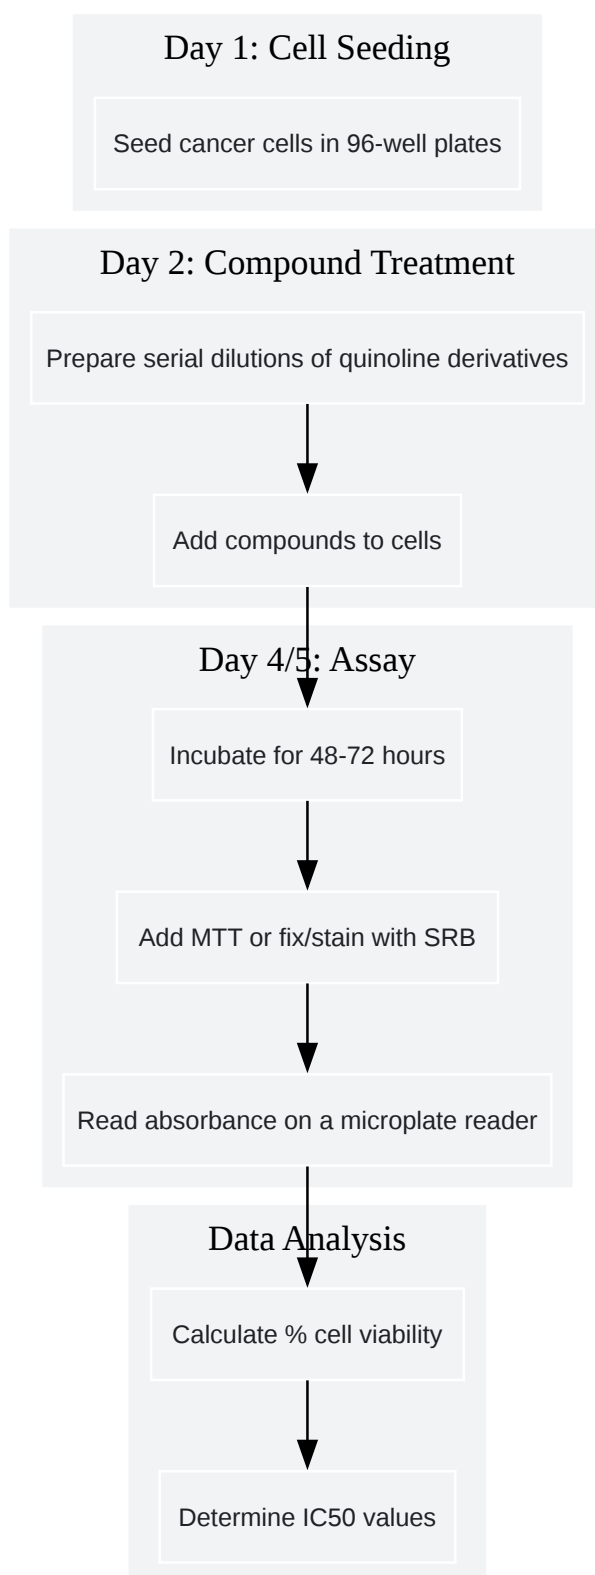 Day 1: Cell Seeding
Seed cancer cells in 96-well plates
Day 2: Compound Treatment
Prepare serial dilutions of quinoline derivatives
Add compounds to cells
Day 4/5: Assay
Incubate for 48-72 hours
Add MTT or fix/stain with SRB
Read absorbance on a microplate reader
Data Analysis
Calculate % cell viability
Determine IC50 values